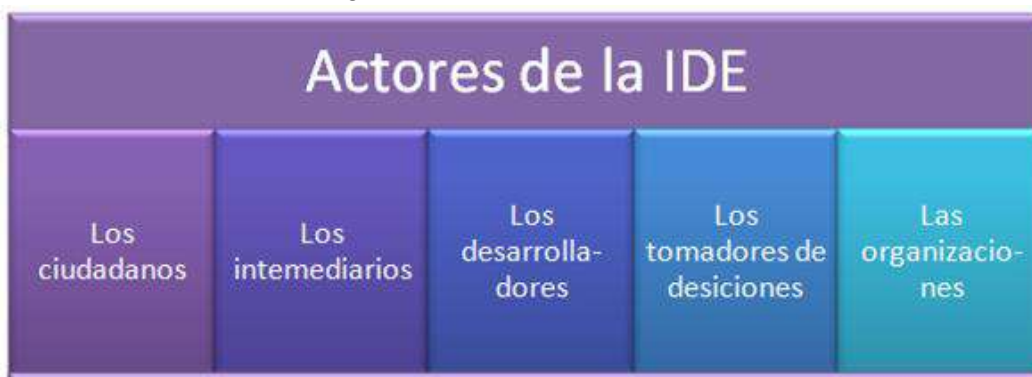 Actores de la IDE
Los
ciudadanos
Los
intemediarios
Los
desarrolla-
dores
Los
tomadores de
desiciones
Las
organizacio-
nes